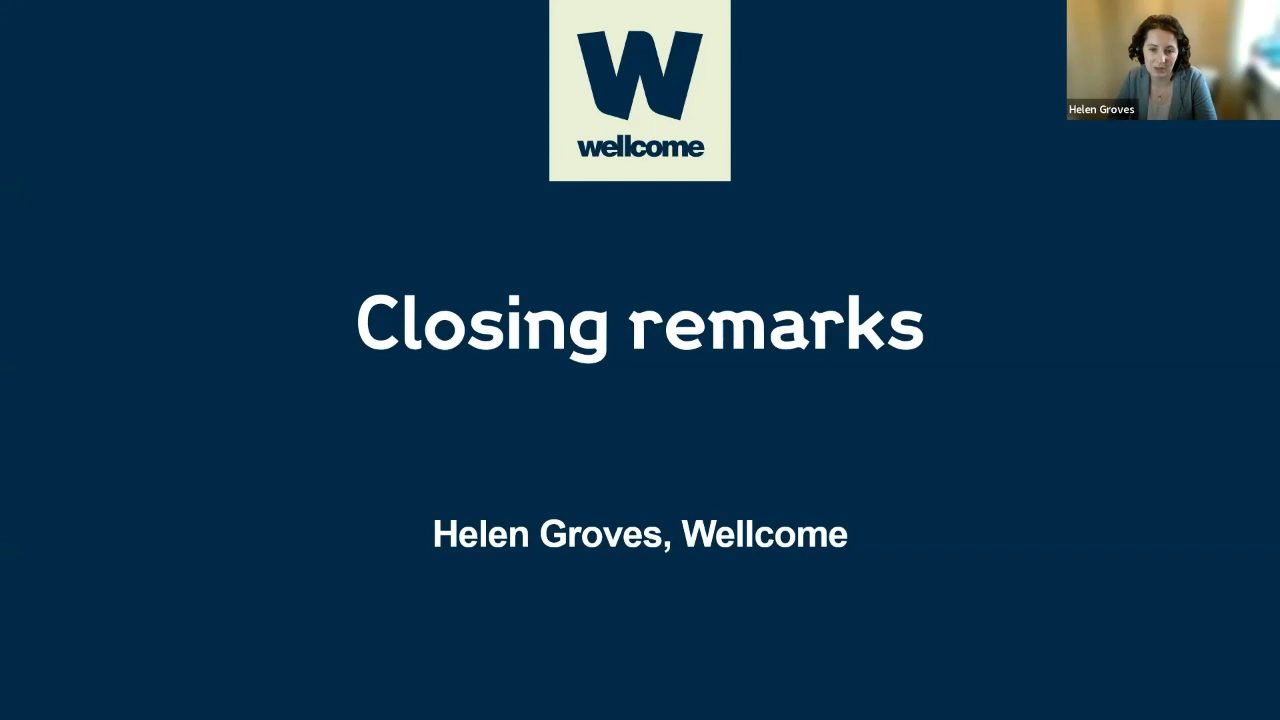 W
wellcome
Helen Groves
Closing remarks
Helen Groves, Wellcome